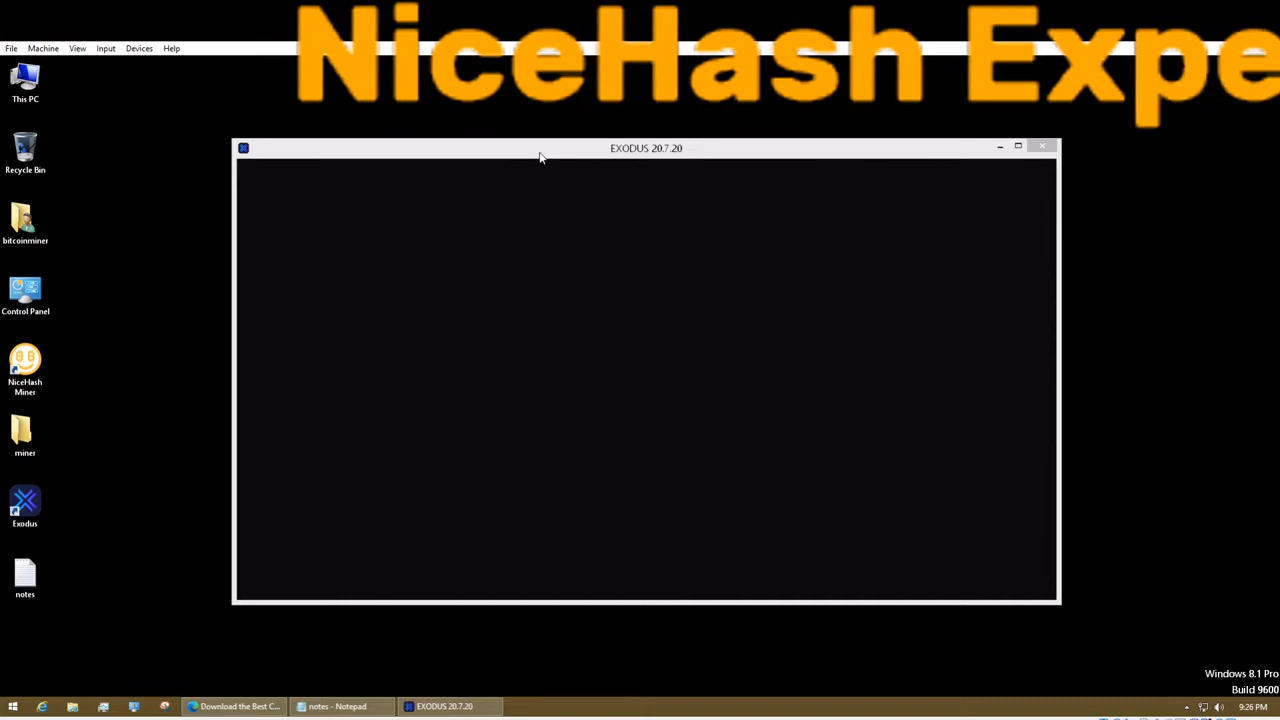 NiceHash Expe
File Machine View Input Devices Help
This PC
Recycle Bin
bitcoinminer
Control Panel
NiceHash
Miner
miner
Exodus
notes
EXODUS 20.7.20
Windows 8.1 Pro
Build 9600
Download the Best C...
notes - Notepad
EXODUS 20.7.20
9:26 PM